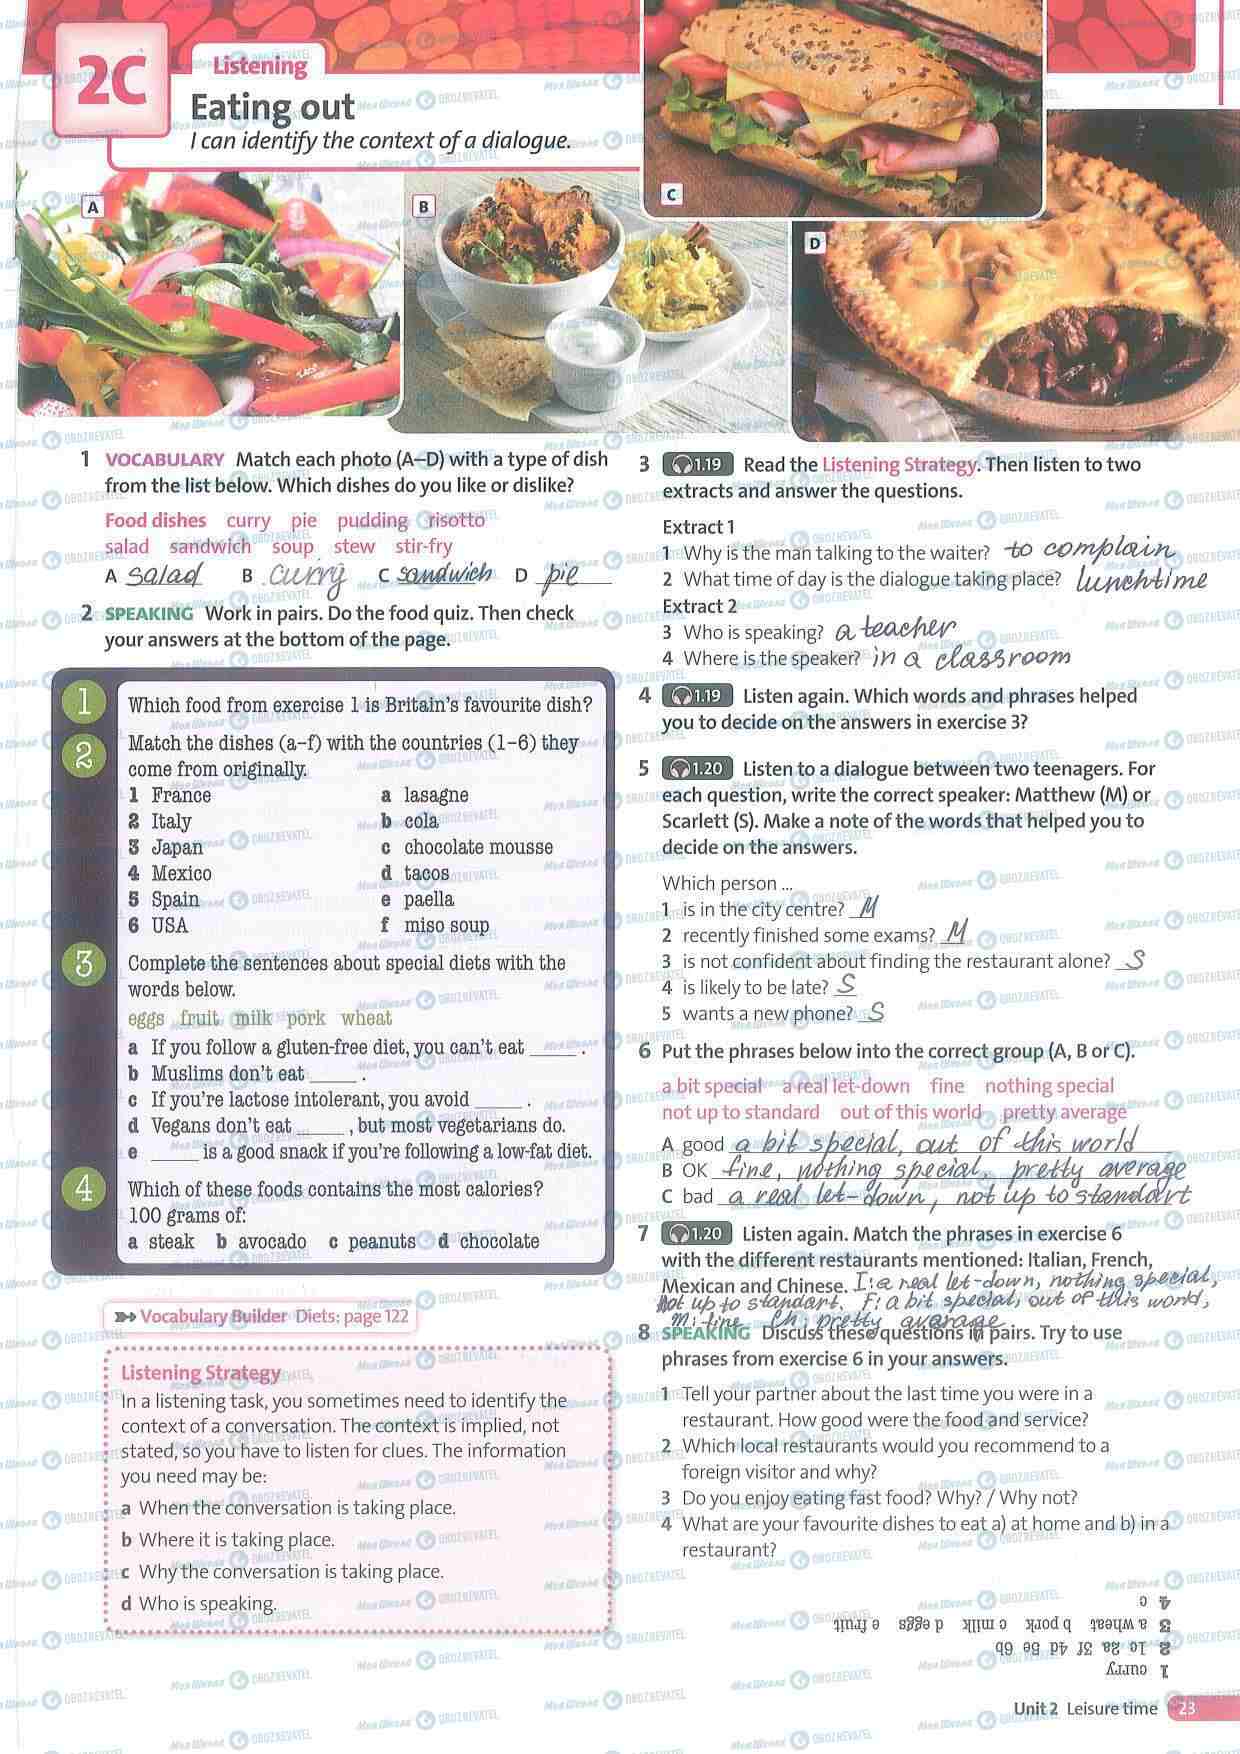 2C
Listening
Eating out
I can identify the context of a dialogue.
A
B
C
D
1 VOCABULARY Match each photo (A–D) with a type of dish
from the list below. Which dishes do you like or dislike?
Food dishes curry pie pudding risotto
salad sandwich soup stew stir-fry
A salad B curry C sandwich D pie
2 SPEAKING Work in pairs. Do the food quiz. Then check
your answers at the bottom of the page.
1 Which food from exercise 1 is Britain's favourite dish?
2 Match the dishes (a–f) with the countries (1–6) they
come from originally.
1 France a lasagne
2 Italy b cola
3 Japan c chocolate mousse
4 Mexico d tacos
5 Spain e paella
6 USA f miso soup
3 Complete the sentences about special diets with the
words below.
eggs fruit milk pork wheat
a If you follow a gluten-free diet, you can't eat _____ .
b Muslims don't eat _____ .
c If you're lactose intolerant, you avoid _____ .
d Vegans don't eat _____ , but most vegetarians do.
e _____ is a good snack if you're following a low-fat diet.
4 Which of these foods contains the most calories?
100 grams of:
a steak b avocado c peanuts d chocolate
Vocabulary Builder Diets: page 122
Listening Strategy
In a listening task, you sometimes need to identify the
context of a conversation. The context is implied, not
stated, so you have to listen for clues. The information
you need may be:
a When the conversation is taking place.
b Where it is taking place.
c Why the conversation is taking place.
d Who is speaking.
3 1.19 Read the Listening Strategy. Then listen to two
extracts and answer the questions.
Extract 1
1 Why is the man talking to the waiter? to complain
2 What time of day is the dialogue taking place? lunchtime
Extract 2
3 Who is speaking? a teacher
4 Where is the speaker? in a classroom
4 1.19 Listen again. Which words and phrases helped
you to decide on the answers in exercise 3?
5 1.20 Listen to a dialogue between two teenagers. For
each question, write the correct speaker: Matthew (M) or
Scarlett (S). Make a note of the words that helped you to
decide on the answers.
Which person ...
1 is in the city centre? M
2 recently finished some exams? M
3 is not confident about finding the restaurant alone? S
4 is likely to be late? S
5 wants a new phone? S
6 Put the phrases below into the correct group (A, B or C).
a bit special a real let-down fine nothing special
not up to standard out of this world pretty average
A good a bit special, out of this world
B OK fine, nothing special, pretty average
C bad a real let-down, not up to standart
7 1.20 Listen again. Match the phrases in exercise 6
with the different restaurants mentioned: Italian, French,
Mexican and Chinese. I: a real let-down, nothing special,
not up to standart. F: a bit special, out of this world,
M: fine Ch: pretty average
8 SPEAKING Discuss these questions in pairs. Try to use
phrases from exercise 6 in your answers.
1 Tell your partner about the last time you were in a
restaurant. How good were the food and service?
2 Which local restaurants would you recommend to a
foreign visitor and why?
3 Do you enjoy eating fast food? Why? / Why not?
4 What are your favourite dishes to eat a) at home and b) in a
restaurant?
1 curry
2 1c 2a 3f 4d 5e 6b
3 a wheat b pork c milk d eggs e fruit
4 c
Unit 2 Leisure time 23